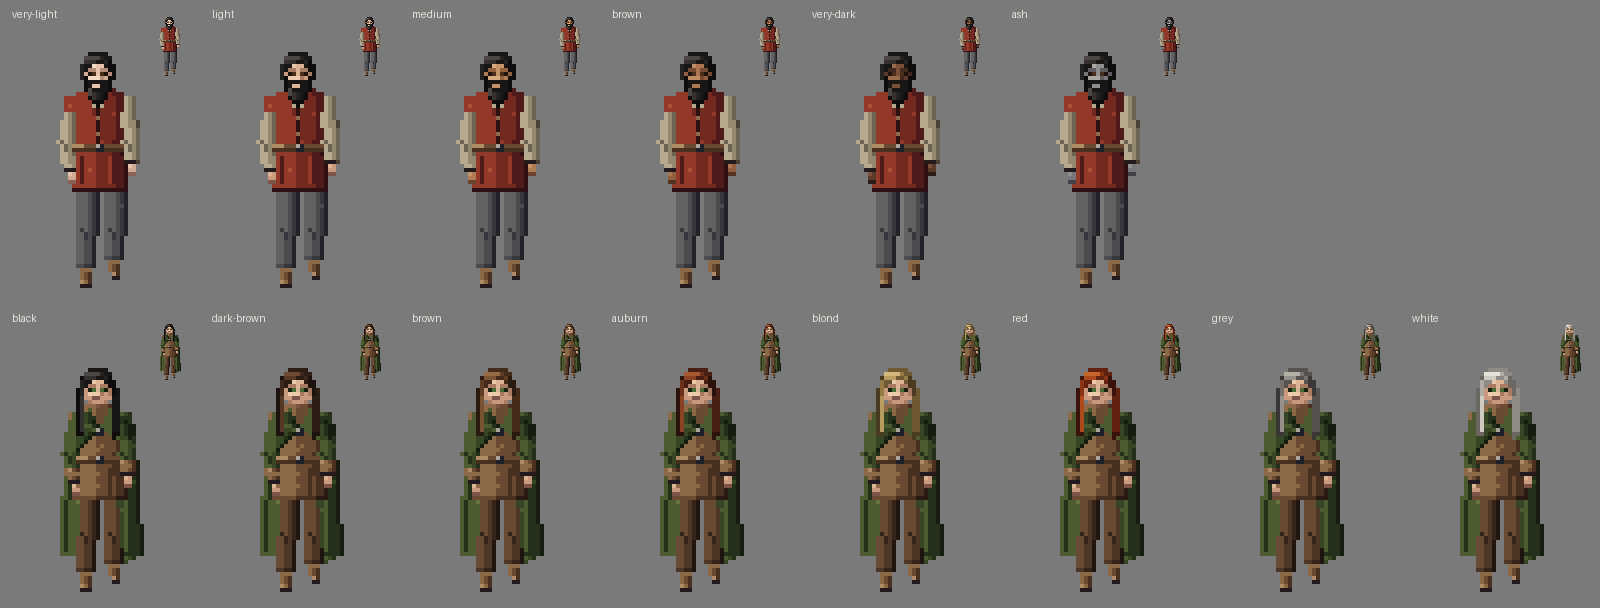 very-light light medium brown very-dark ash
black dark-brown brown auburn blond red grey white